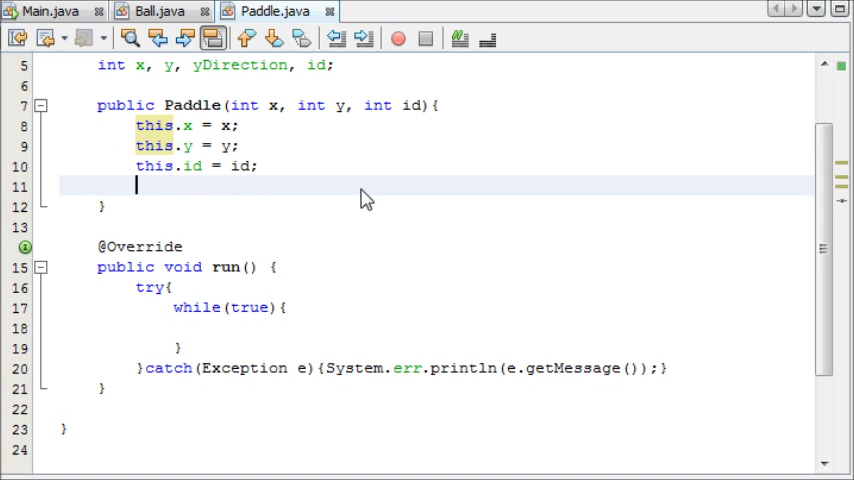 Main.java Ball.java Paddle.java
5 int x, y, yDirection, id;
6
7 public Paddle(int x, int y, int id){
8 this.x = x;
9 this.y = y;
10 this.id = id;
11
12 }
13
@Override
15 public void run() {
16 try{
17 while(true){
18
19 }
20 }catch(Exception e){System.err.println(e.getMessage());}
21 }
22
23 }
24